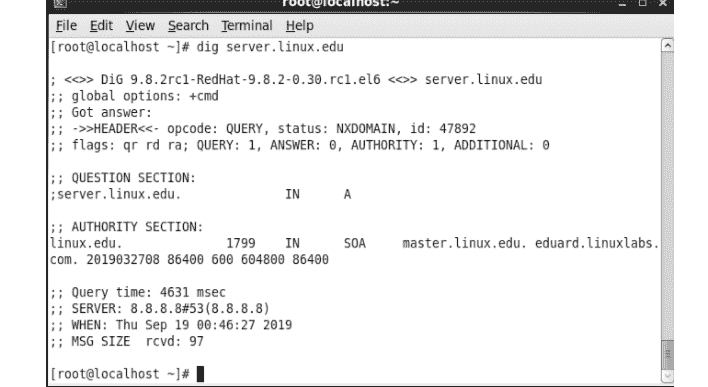 root@localhost:~
File Edit View Search Terminal Help
[root@localhost ~]# dig server.linux.edu
; <<>> DiG 9.8.2rc1-RedHat-9.8.2-0.30.rc1.el6 <<>> server.linux.edu
;; global options: +cmd
;; Got answer:
;; ->>HEADER<<- opcode: QUERY, status: NXDOMAIN, id: 47892
;; flags: qr rd ra; QUERY: 1, ANSWER: 0, AUTHORITY: 1, ADDITIONAL: 0
;; QUESTION SECTION:
;server.linux.edu. IN A
;; AUTHORITY SECTION:
linux.edu. 1799 IN SOA master.linux.edu. eduard.linuxlabs.
com. 2019032708 86400 600 604800 86400
;; Query time: 4631 msec
;; SERVER: 8.8.8.8#53(8.8.8.8)
;; WHEN: Thu Sep 19 00:46:27 2019
;; MSG SIZE rcvd: 97
[root@localhost ~]#